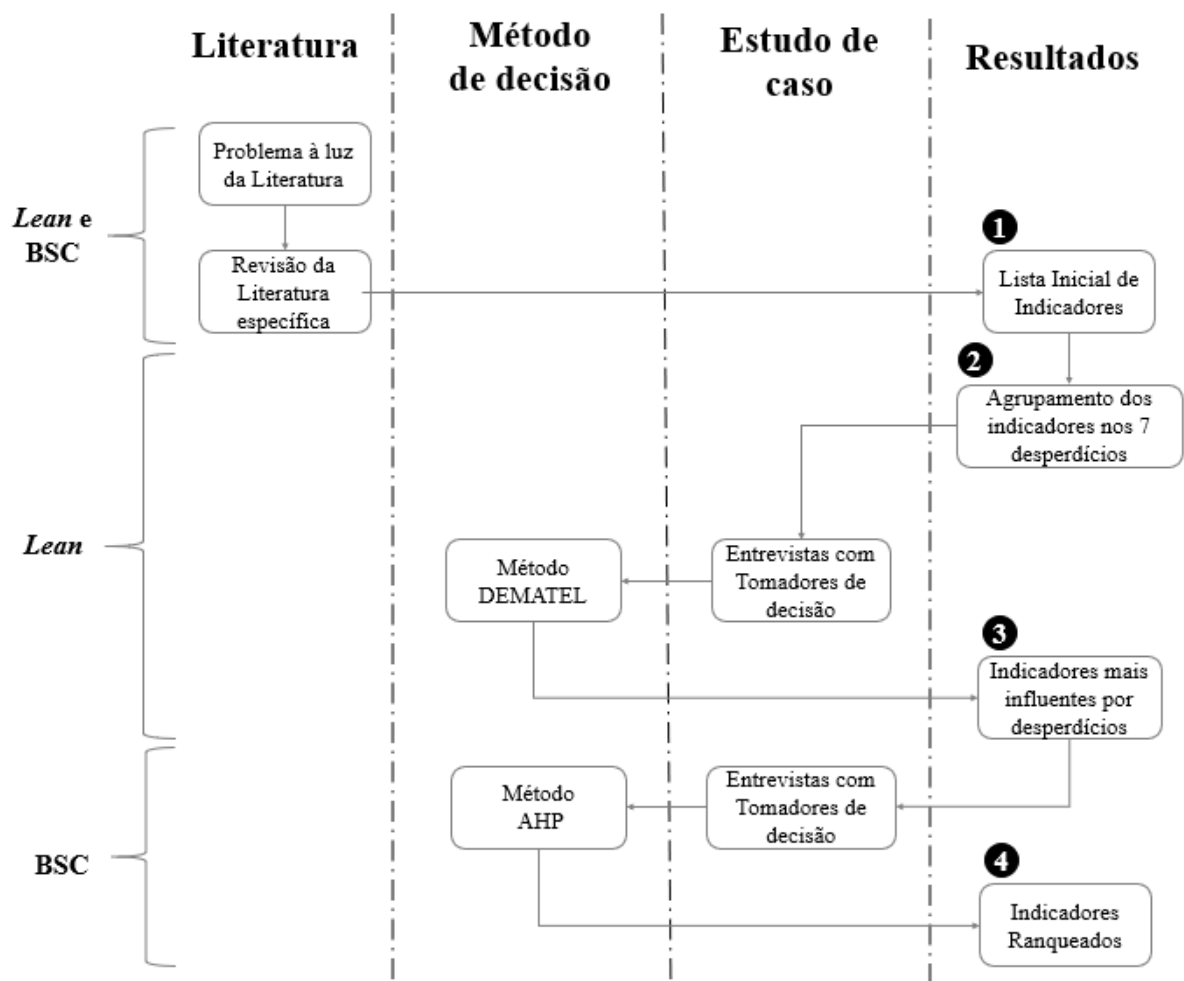 Literatura
Método
de decisão
Estudo de
caso
Resultados
Lean e
BSC
Problema à luz
da Literatura
Revisão da
Literatura
específica
1
Lista Inicial de
Indicadores
2
Agrupamento dos
indicadores nos 7
desperdícios
Lean
Método
DEMATEL
Entrevistas com
Tomadores de
decisão
3
Indicadores mais
influentes por
desperdícios
BSC
Método
AHP
Entrevistas com
Tomadores de
decisão
4
Indicadores
Ranqueados